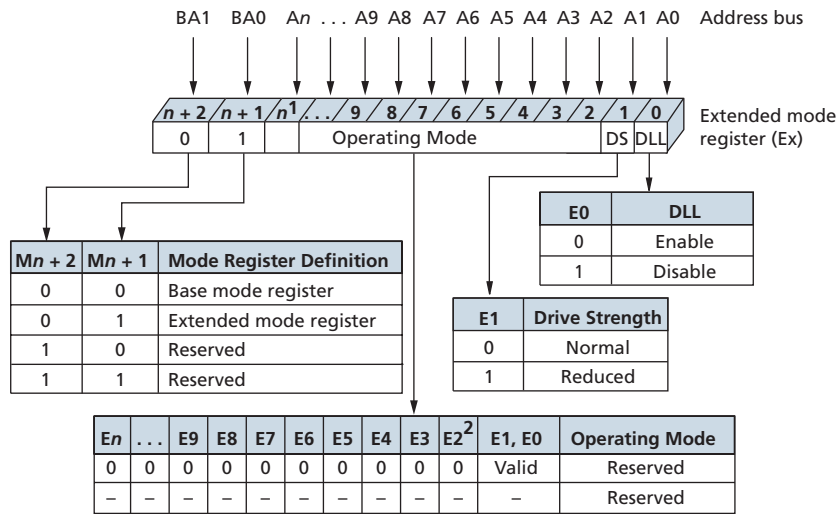 BA1 BA0 An . . . A9 A8 A7 A6 A5 A4 A3 A2 A1 A0 Address bus
n + 2 n + 1 n1 . . . 9 8 7 6 5 4 3 2 1 0
Extended mode
register (Ex)
0 1 Operating Mode DS DLL
E0 DLL
0 Enable
1 Disable
Mn + 2 Mn + 1 Mode Register Definition
0 0 Base mode register
0 1 Extended mode register
1 0 Reserved
1 1 Reserved
E1 Drive Strength
0 Normal
1 Reduced
En . . . E9 E8 E7 E6 E5 E4 E3 E2² E1, E0 Operating Mode
0 0 0 0 0 0 0 0 0 0 Valid Reserved
– – – – – – – – – – – Reserved